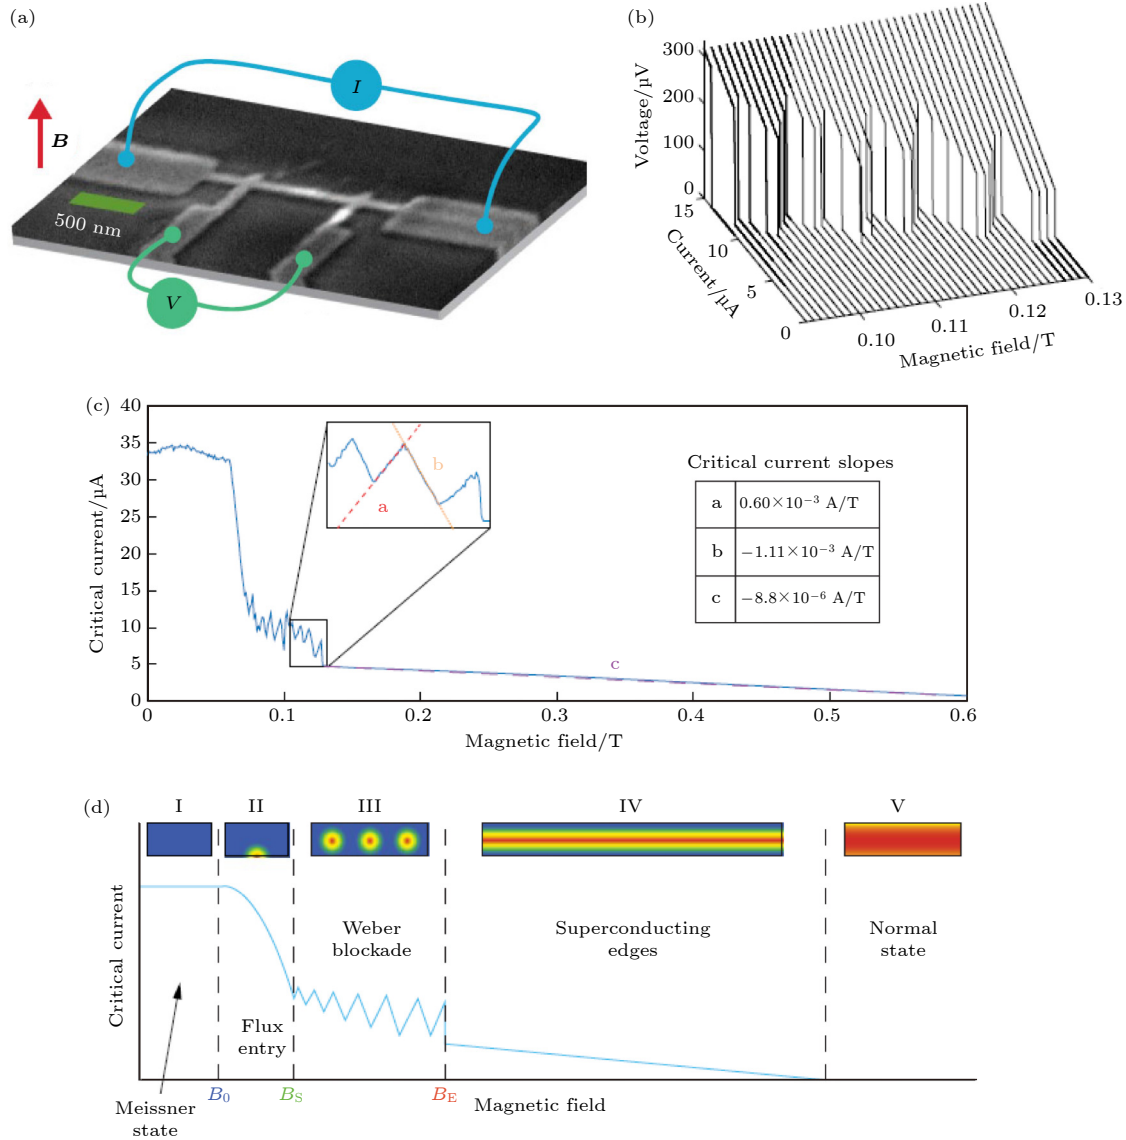 (a)
I
B
500 nm
V
(b)
Voltage/µV
300
200
100
0
15
10
5
0
Current/µA
0.10
0.11
0.12
0.13
Magnetic field/T
(c)
Critical current/µA
40
35
30
25
20
15
10
5
0
0
0.1
0.2
0.3
0.4
0.5
0.6
Magnetic field/T
a
b
c
Critical current slopes
a 0.60×10⁻³ A/T
b −1.11×10⁻³ A/T
c −8.8×10⁻⁶ A/T
(d)
I II III IV V
Critical current
Weber
blockade
Superconducting
edges
Normal
state
Flux
entry
B₀
B_S
B_E
Magnetic field
Meissner
state